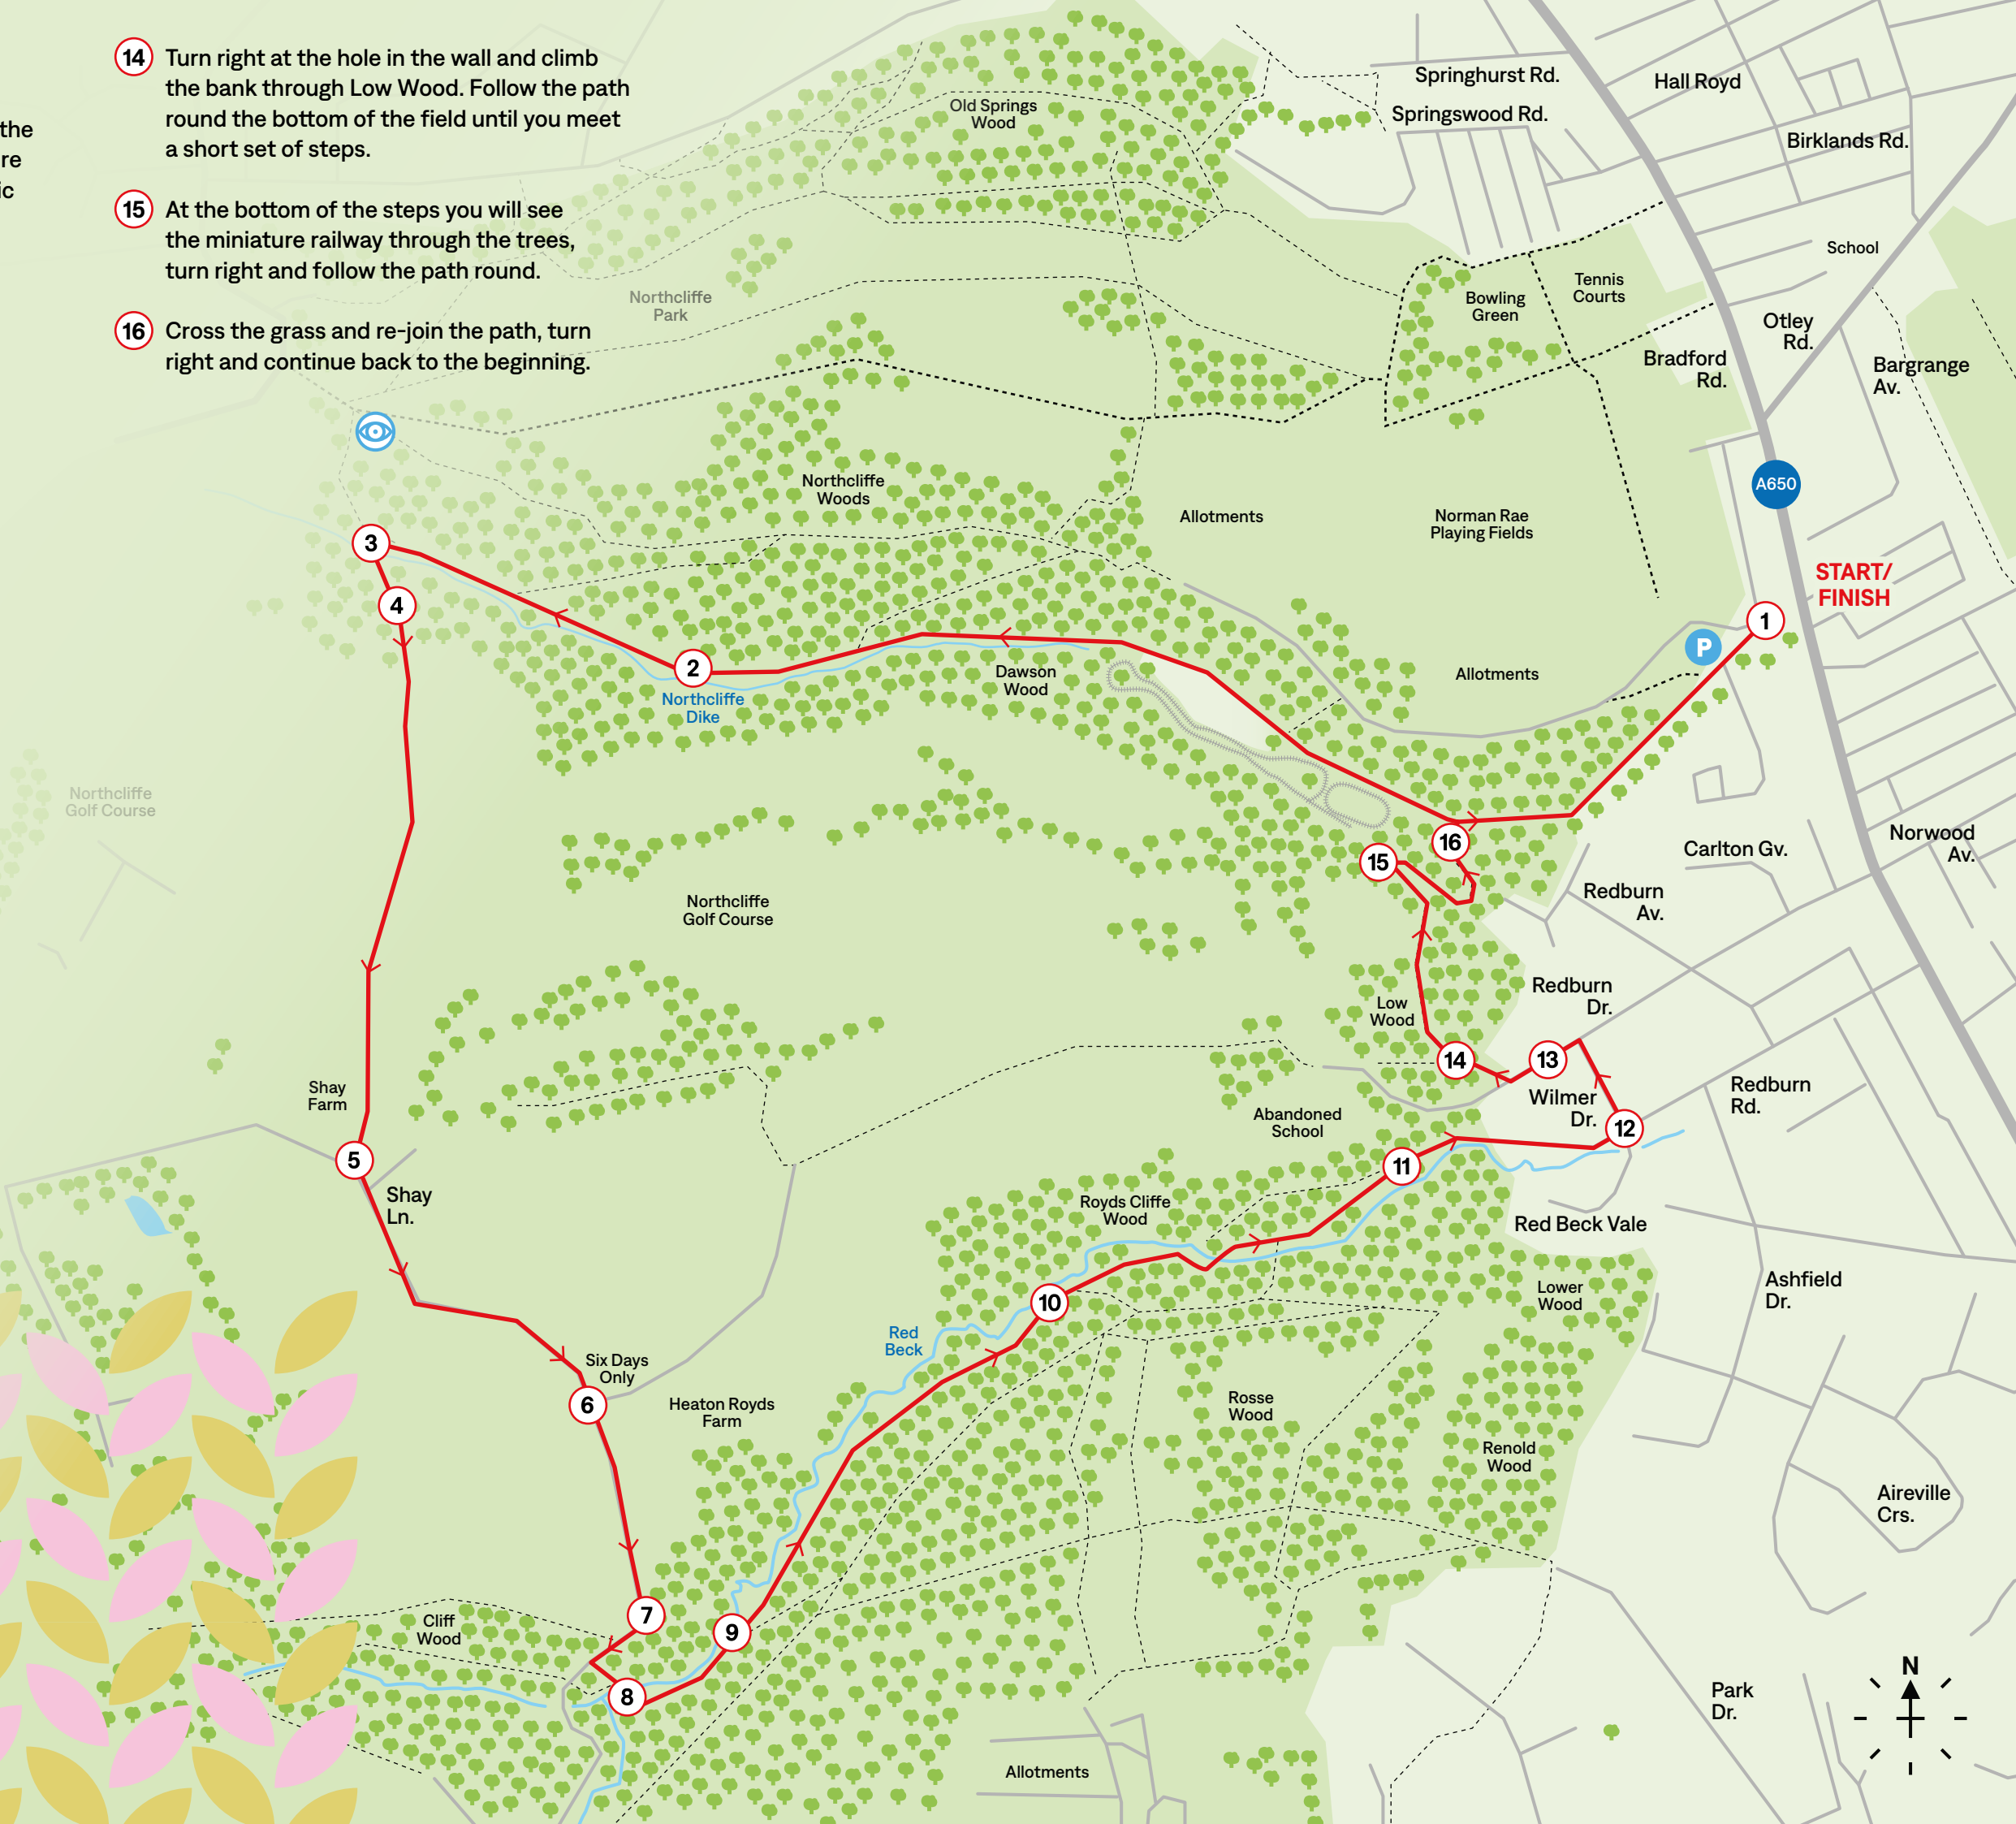 the
re
ic
14 Turn right at the hole in the wall and climb
the bank through Low Wood. Follow the path
round the bottom of the field until you meet
a short set of steps.
15 At the bottom of the steps you will see
the miniature railway through the trees,
turn right and follow the path round.
16 Cross the grass and re-join the path, turn
right and continue back to the beginning.
Old Springs
Wood
Springhurst Rd.
Springswood Rd.
Hall Royd
Birklands Rd.
School
Northcliffe
Park
Bowling
Green
Tennis
Courts
Otley
Rd.
Bradford
Rd.
Bargrange
Av.
A650
Northcliffe
Woods
Allotments
Norman Rae
Playing Fields
START/
FINISH
1
P
3
4
2
Northcliffe
Dike
Dawson
Wood
Allotments
Northcliffe
Golf Course
16
15
Carlton Gv.
Norwood
Av.
Redburn
Av.
Northcliffe
Golf Course
Redburn
Dr.
Low
Wood
14
13
Wilmer
Dr.
12
Redburn
Rd.
Shay
Farm
Abandoned
School
5
11
Shay
Ln.
Royds Cliffe
Wood
Red Beck Vale
Lower
Wood
Ashfield
Dr.
10
Red
Beck
Six Days
Only
6
Heaton Royds
Farm
Rosse
Wood
Renold
Wood
Aireville
Crs.
7
Cliff
Wood
9
8
N
Park
Dr.
Allotments